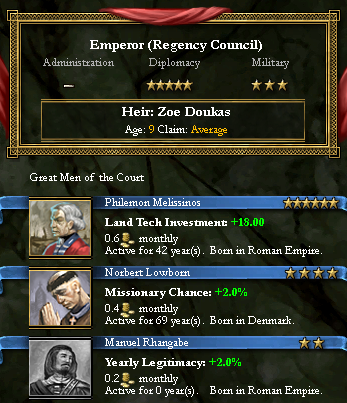 Emperor (Regency Council)
Administration Diplomacy Military
Heir: Zoe Doukas
Age: 9 Claim: Average
Great Men of the Court
Philemon Melissinos
Land Tech Investment: +18.00
0.6 monthly
Active for 42 year(s). Born in Roman Empire.
Norbert Lowborn
Missionary Chance: +2.0%
0.4 monthly
Active for 69 year(s). Born in Denmark.
Manuel Rhangabe
Yearly Legitimacy: +2.0%
0.2 monthly
Active for 0 year(s). Born in Roman Empire.